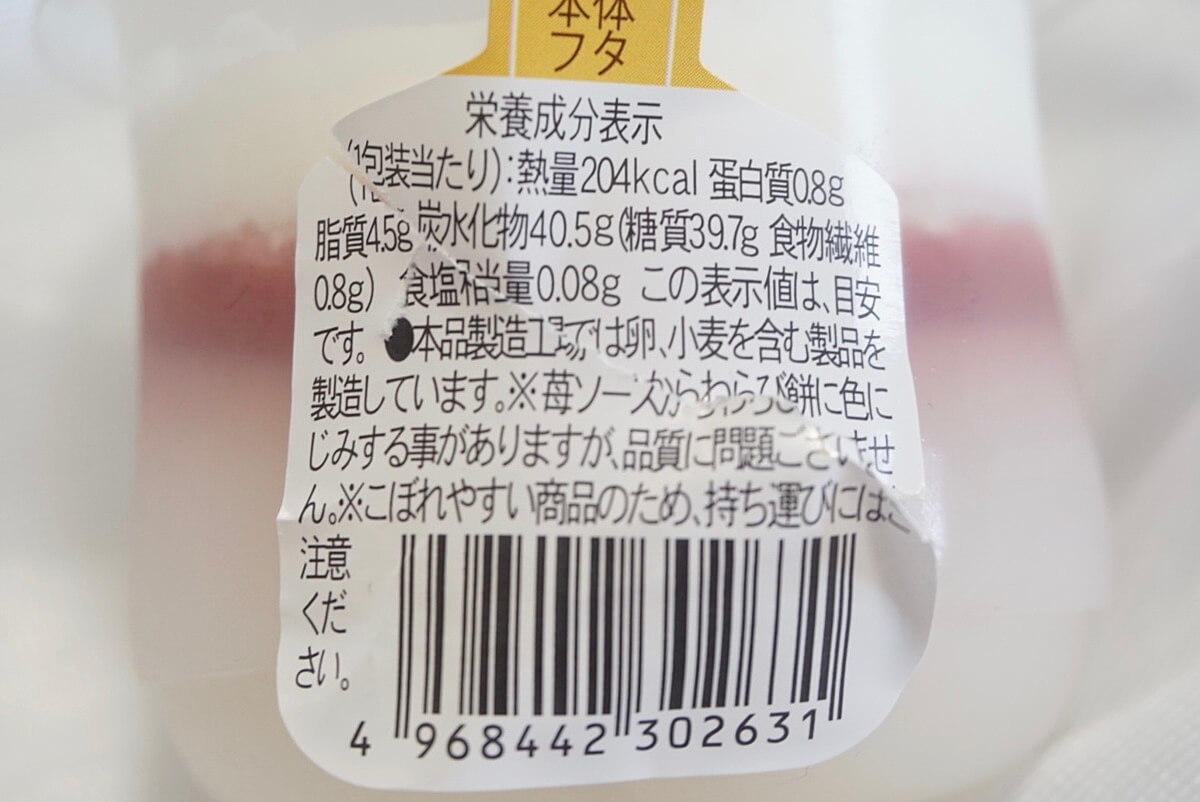 本体
フタ
栄養成分表示
(1包装当たり):熱量204kcal 蛋白質0.8g
脂質4.5g 炭水化物40.5g(糖質39.7g 食物繊維
0.8g) 食塩相当量0.08g この表示値は、目安
です。●本品製造工場では卵、小麦を含む製品を
製造しています。※苺ソースからわらび餅に色に
じみする事がありますが、品質に問題ございませ
ん。※こぼれやすい商品のため、持ち運びにはご
注意
くだ
さい。
4 968442 302631